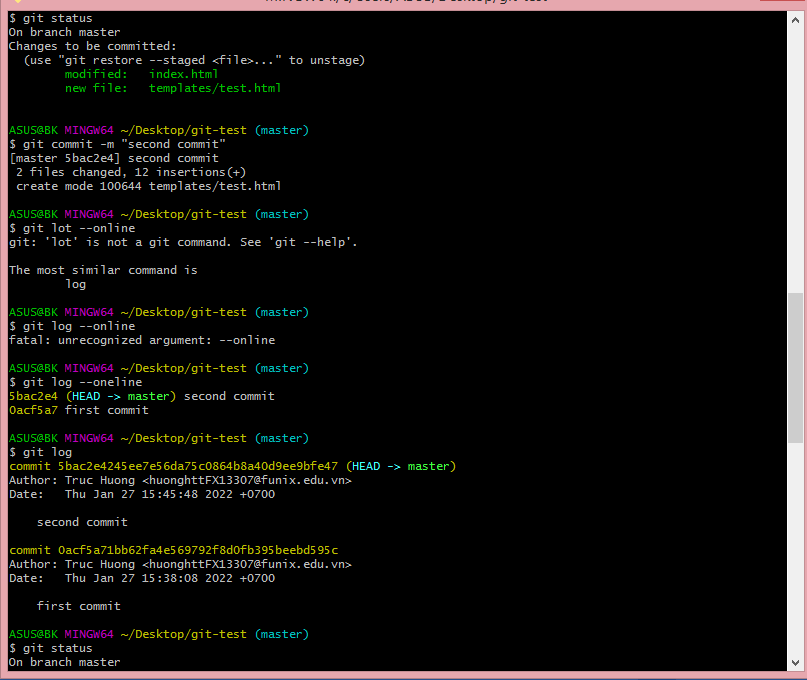 $ git status
On branch master
Changes to be committed:
  (use "git restore --staged <file>..." to unstage)
        modified:   index.html
        new file:   templates/test.html
ASUS@BK MINGW64 ~/Desktop/git-test (master)
$ git commit -m "second commit"
[master 5bac2e4] second commit
 2 files changed, 12 insertions(+)
 create mode 100644 templates/test.html
ASUS@BK MINGW64 ~/Desktop/git-test (master)
$ git lot --online
git: 'lot' is not a git command. See 'git --help'.
The most similar command is
        log
ASUS@BK MINGW64 ~/Desktop/git-test (master)
$ git log --online
fatal: unrecognized argument: --online
ASUS@BK MINGW64 ~/Desktop/git-test (master)
$ git log --oneline
5bac2e4 (HEAD -> master) second commit
0acf5a7 first commit
ASUS@BK MINGW64 ~/Desktop/git-test (master)
$ git log
commit 5bac2e4245ee7e56da75c0864b8a40d9ee9bfe47 (HEAD -> master)
Author: Truc Huong <huonghttFX13307@funix.edu.vn>
Date:   Thu Jan 27 15:45:48 2022 +0700
    second commit
commit 0acf5a71bb62fa4e569792f8d0fb395beebd595c
Author: Truc Huong <huonghttFX13307@funix.edu.vn>
Date:   Thu Jan 27 15:38:08 2022 +0700
    first commit
ASUS@BK MINGW64 ~/Desktop/git-test (master)
$ git status
On branch master